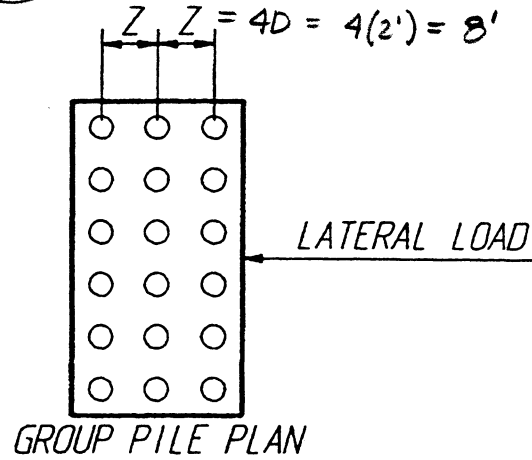 Z Z = 4D = 4(2') = 8'
LATERAL LOAD
GROUP PILE PLAN